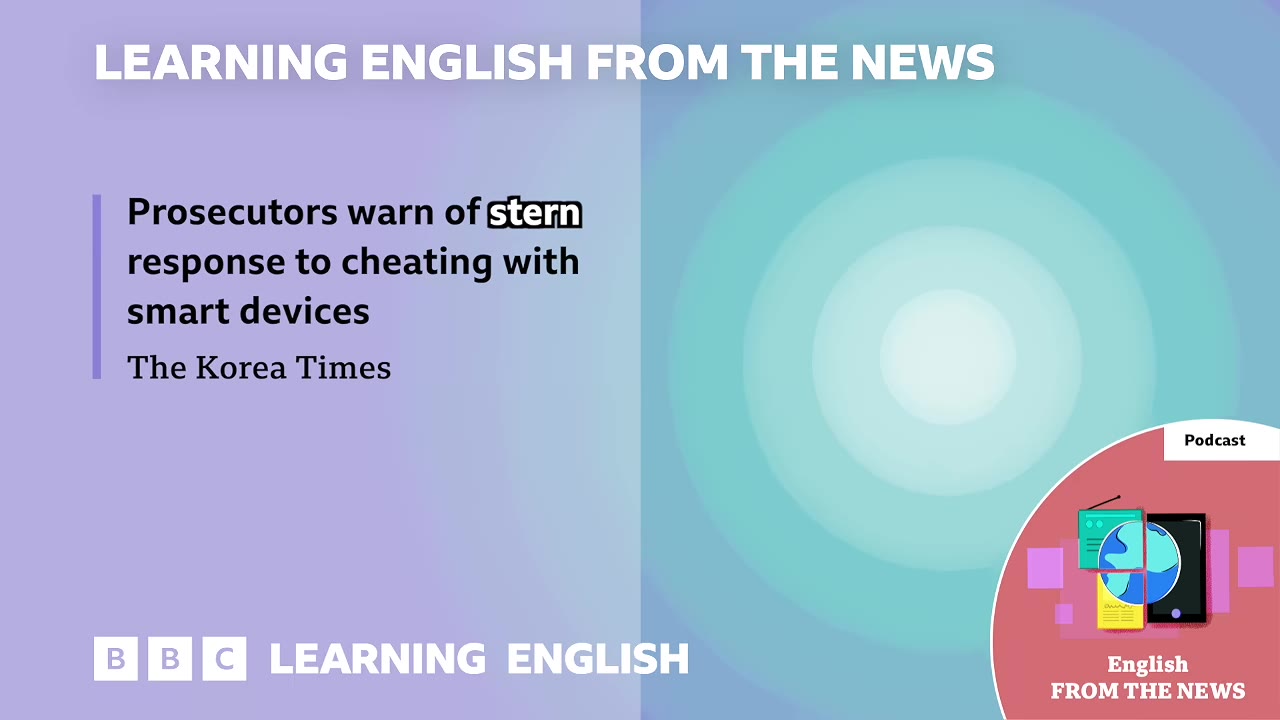 LEARNING ENGLISH FROM THE NEWS
Prosecutors warn of stern
response to cheating with
smart devices
The Korea Times
Podcast
English
FROM THE NEWS
BBC LEARNING ENGLISH